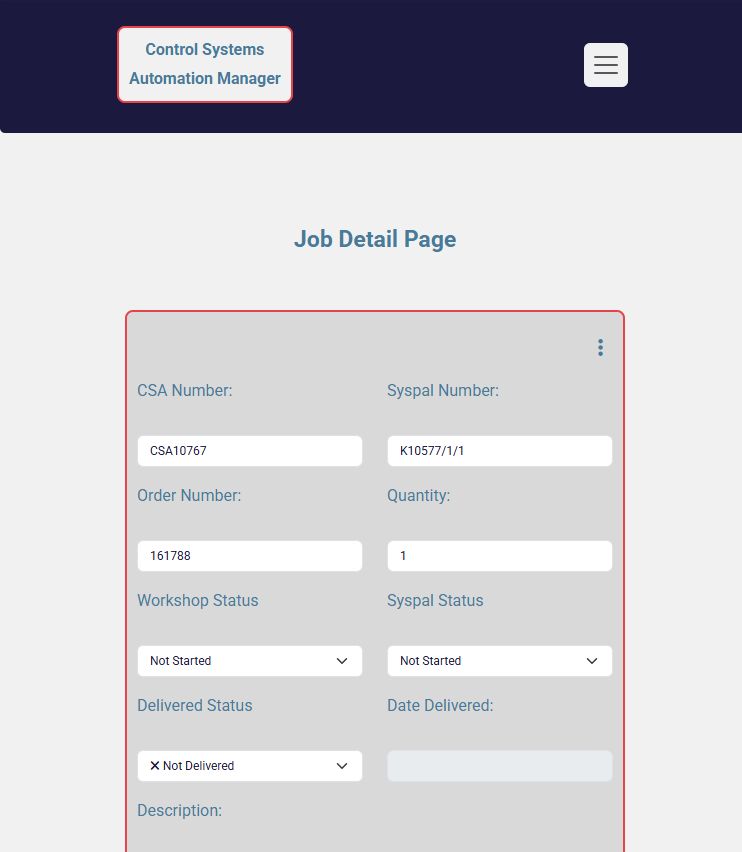 Control Systems
Automation Manager
Job Detail Page
CSA Number:
Syspal Number:
CSA10767
K10577/1/1
Order Number:
Quantity:
161788
1
Workshop Status
Syspal Status
Not Started
Not Started
Delivered Status
Date Delivered:
✕ Not Delivered
Description: